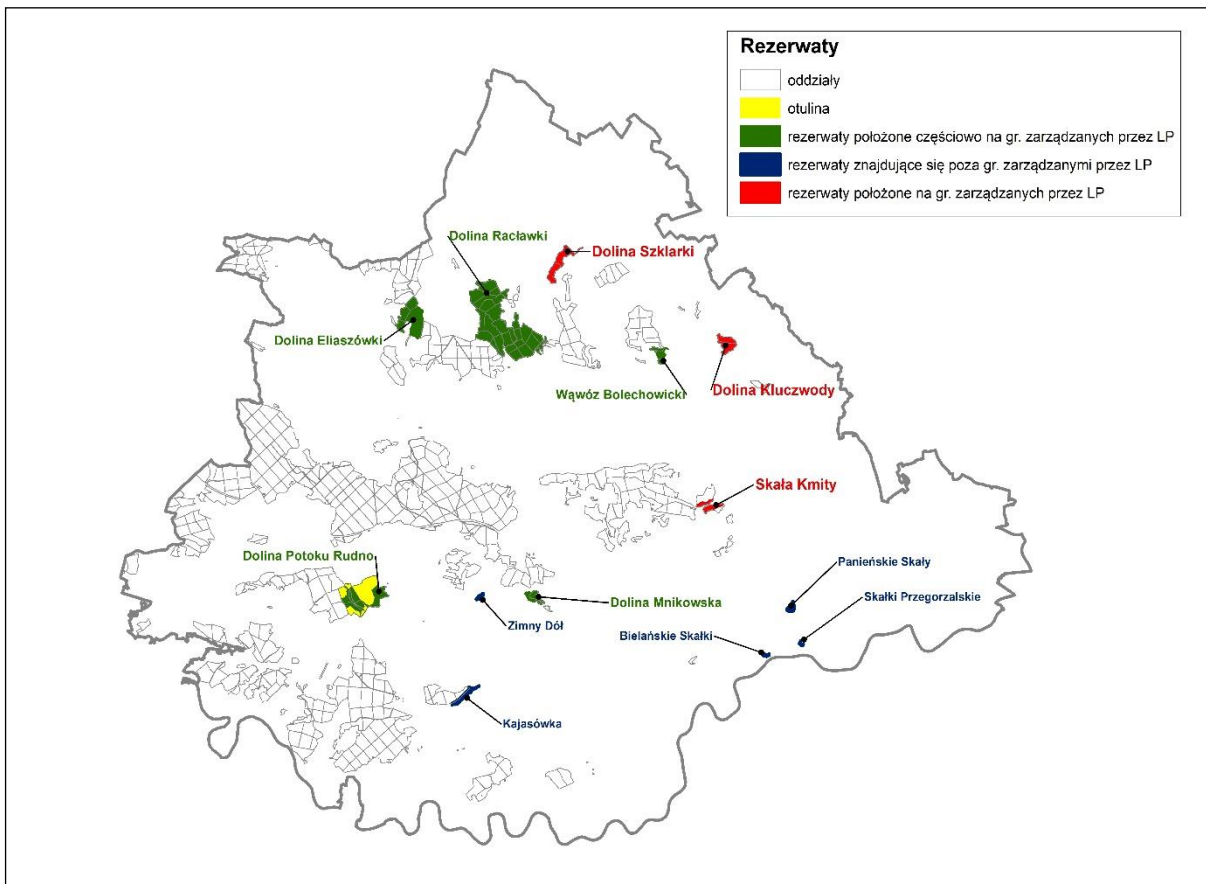 Rezerwaty
oddziały
otulina
rezerwaty położone częściowo na gr. zarządzanych przez LP
rezerwaty znajdujące się poza gr. zarządzanymi przez LP
rezerwaty położone na gr. zarządzanych przez LP
Dolina Racławki
Dolina Szklarki
Dolina Eliaszówki
Wąwóz Bolechowicki
Dolina Kluczwody
Skała Kmity
Dolina Potoku Rudno
Panieńskie Skały
Dolina Mnikowska
Skałki Przegorzalskie
Zimny Dół
Bielańskie Skałki
Kajasówka